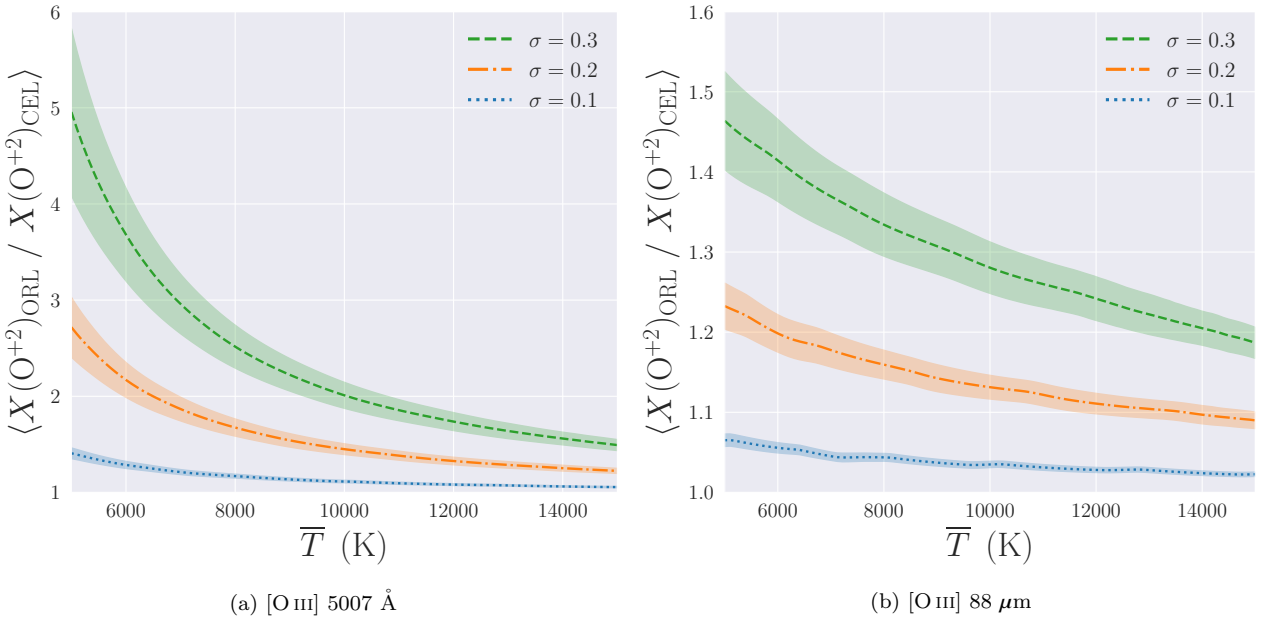 6
5
4
3
2
1
⟨X(O⁺²)ORL / X(O⁺²)CEL⟩
σ = 0.3
σ = 0.2
σ = 0.1
6000 8000 10000 12000 14000
T̅ (K)
(a) [O III] 5007 Å
1.6
1.5
1.4
1.3
1.2
1.1
1.0
⟨X(O⁺²)ORL / X(O⁺²)CEL⟩
σ = 0.3
σ = 0.2
σ = 0.1
6000 8000 10000 12000 14000
T̅ (K)
(b) [O III] 88 μm